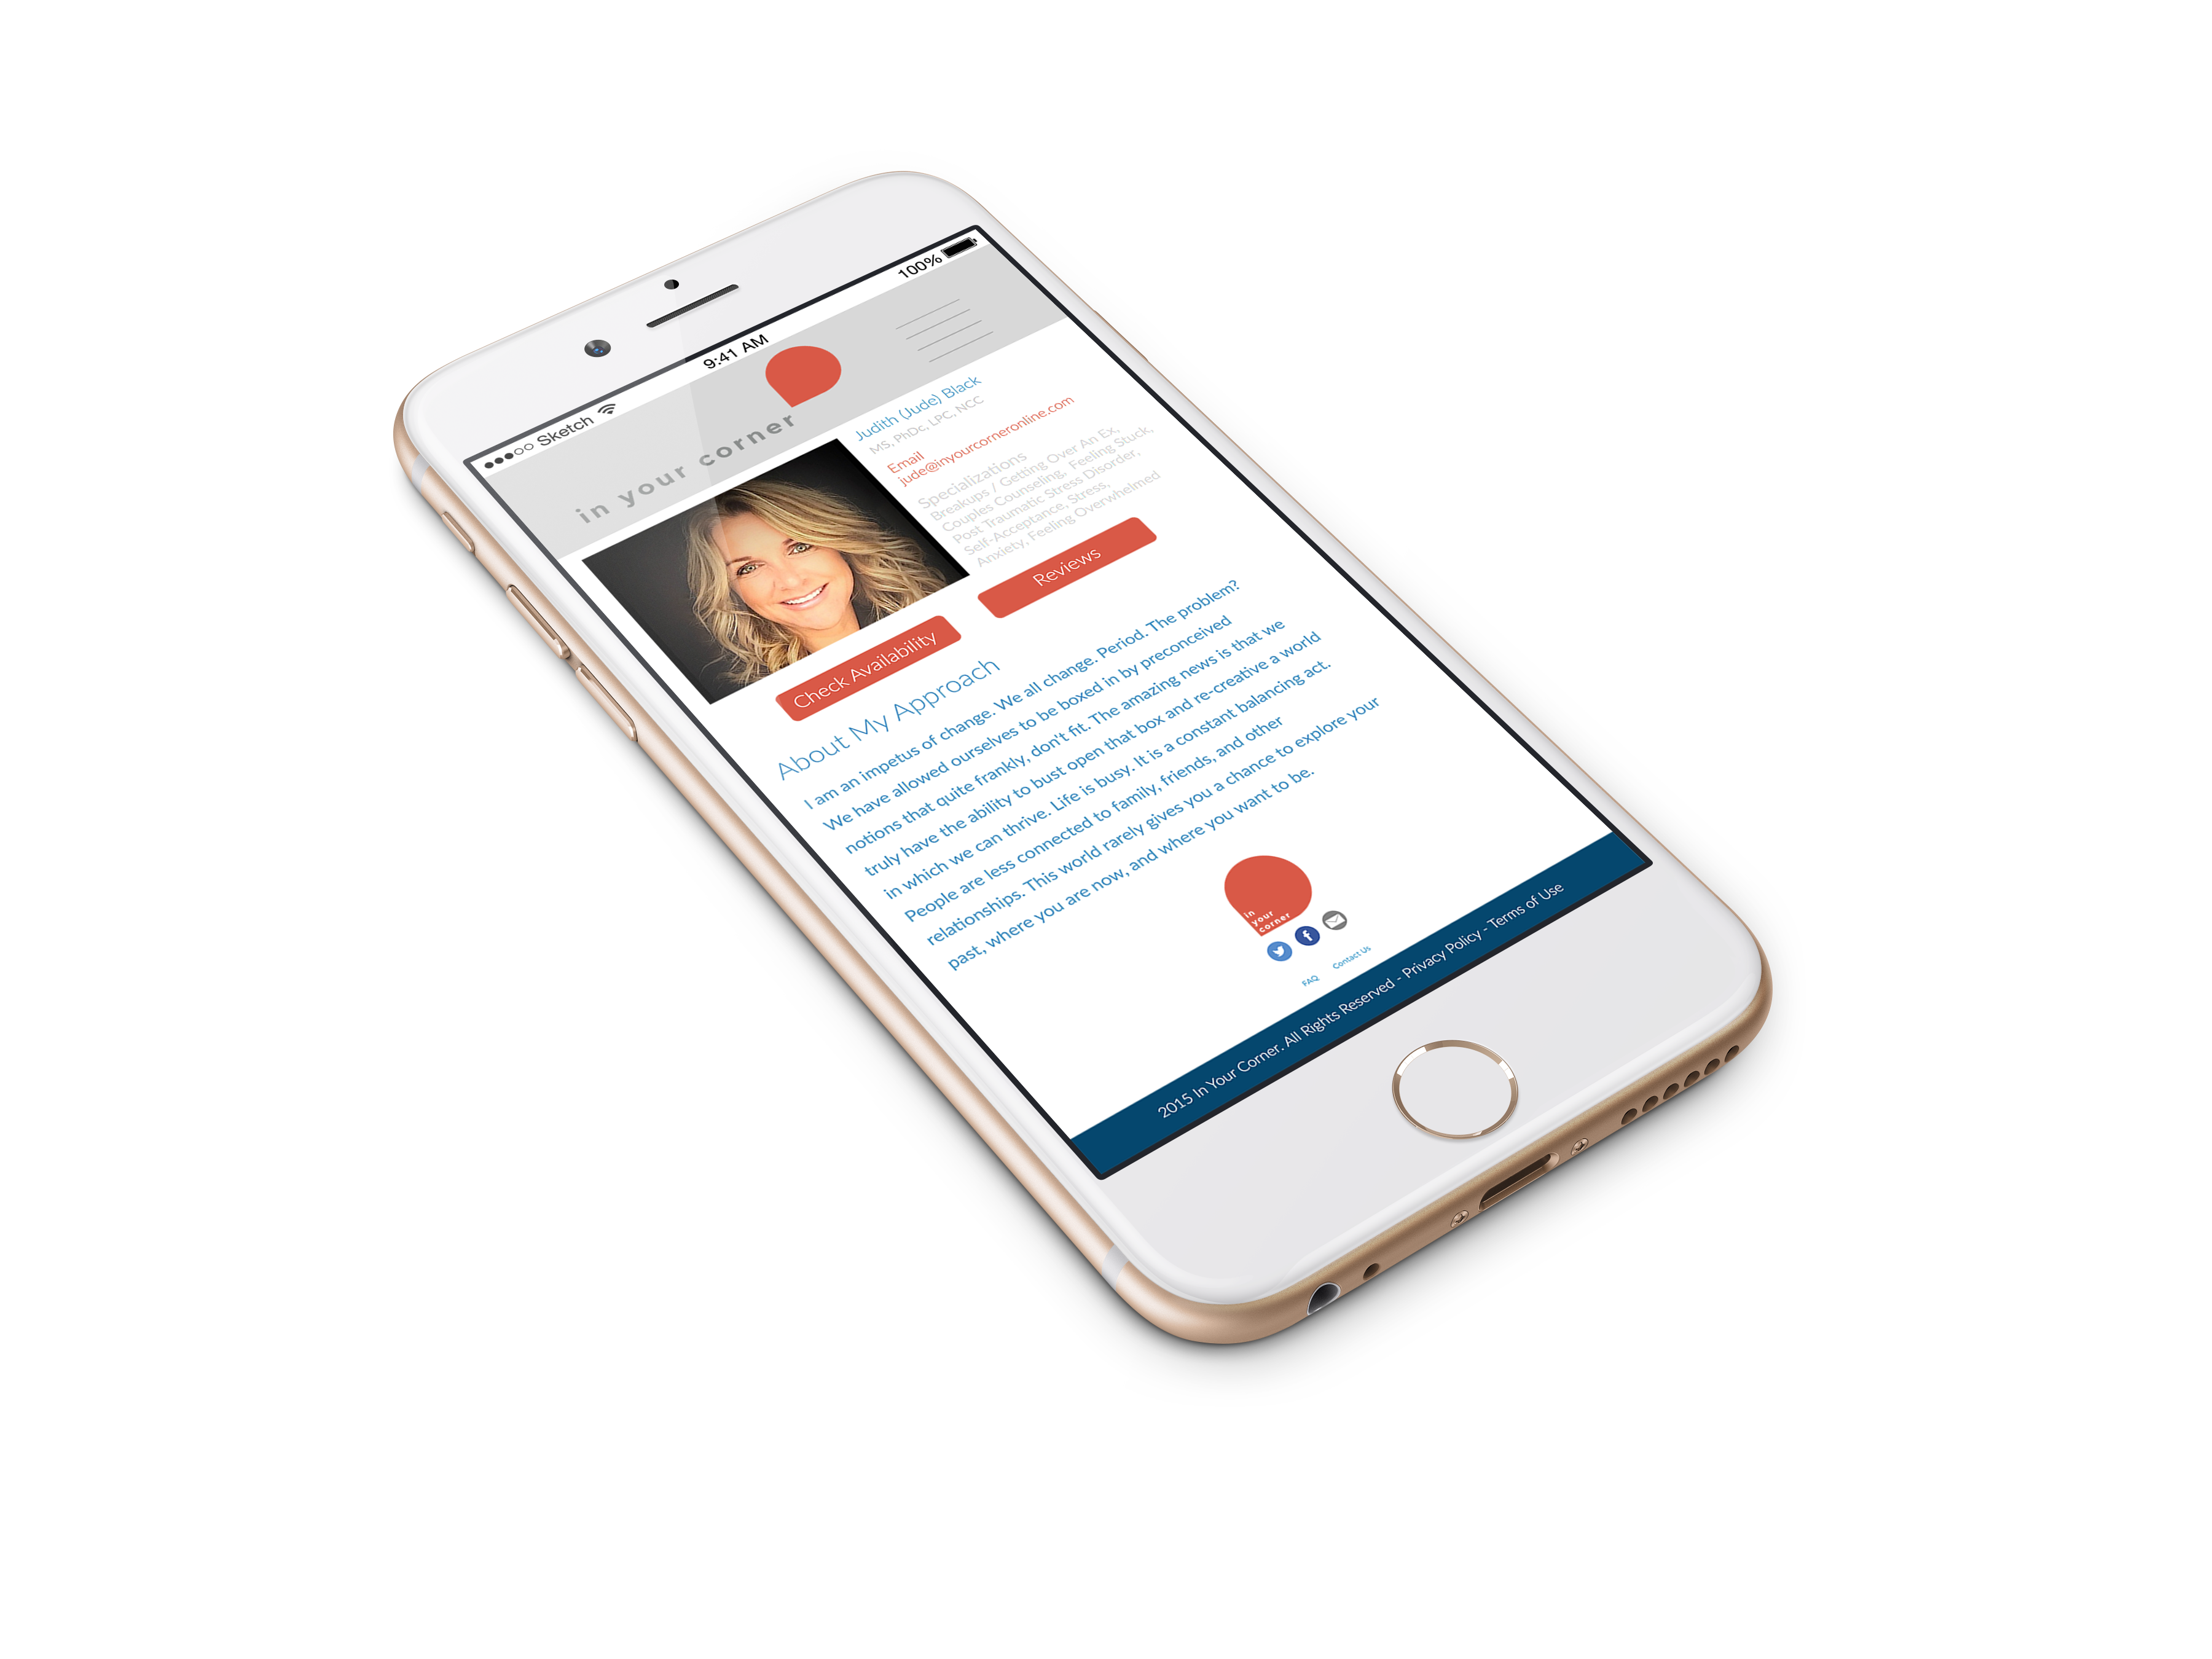 Sketch
9:41 AM
100%
in your corner
Judith (Jude) Black
MS, PhDc, LPC, NCC
Email
jude@inyourcorneronline.com
Specializations
Breakups / Getting Over An Ex,
Couples Counseling, Feeling Stuck,
Post Traumatic Stress Disorder,
Self-Acceptance, Stress,
Anxiety, Feeling Overwhelmed
Check Availability
Reviews
About My Approach
I am an impetus of change. We all change. Period. The problem?
We have allowed ourselves to be boxed in by preconceived
notions that quite frankly, don't fit. The amazing news is that we
truly have the ability to bust open that box and re-creative a world
in which we can thrive. Life is busy. It is a constant balancing act.
People are less connected to family, friends, and other
relationships. This world rarely gives you a chance to explore your
past, where you are now, and where you want to be.
in
your
corner
FAQ Contact Us
2015 In Your Corner. All Rights Reserved - Privacy Policy - Terms of Use